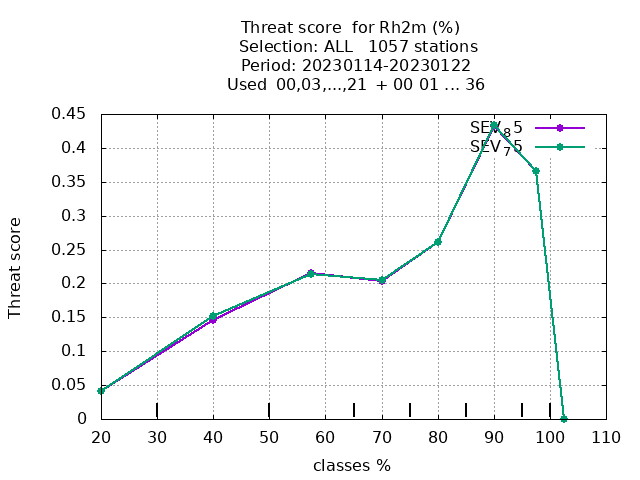 Threat score  for Rh2m (%)
Selection: ALL   1057 stations
Period: 20230114-20230122
Used  00,03,...,21  + 00 01 ... 36
Threat score
0.45
0.4
0.35
0.3
0.25
0.2
0.15
0.1
0.05
0
SEV_85
SEV_75
20 30 40 50 60 70 80 90 100 110
classes %